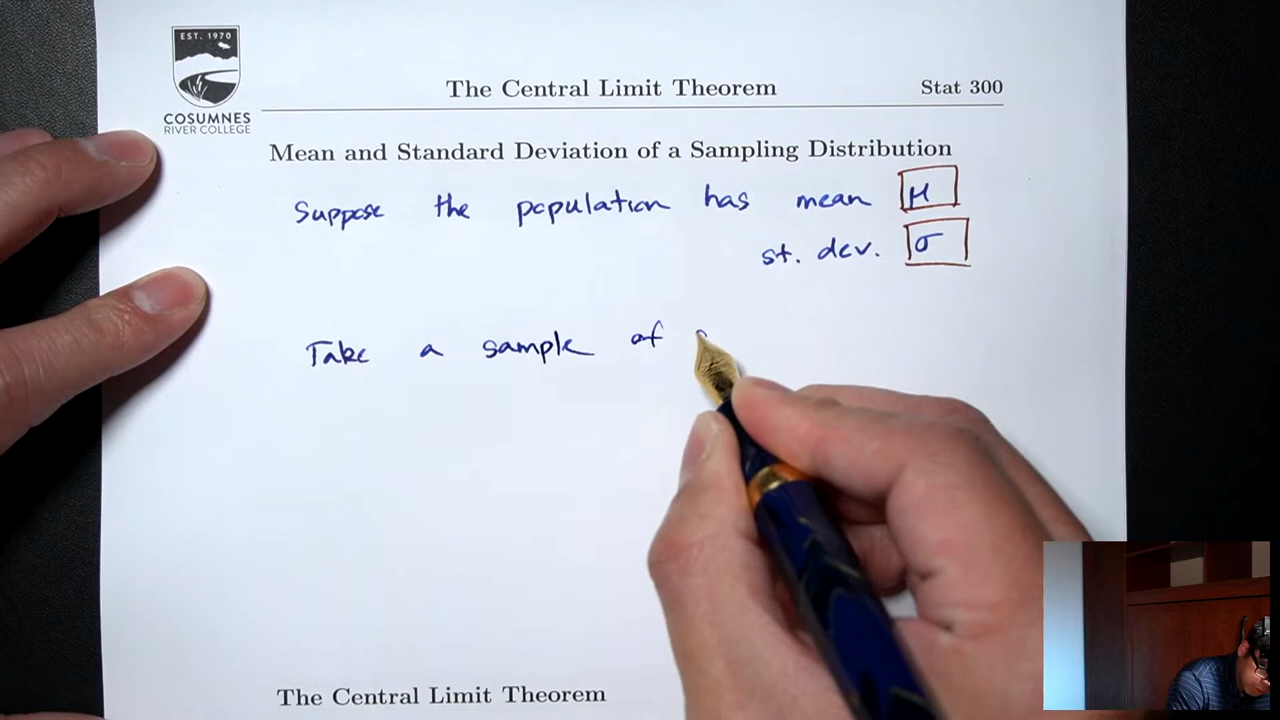 EST. 1970
COSUMNES
RIVER COLLEGE
The Central Limit Theorem Stat 300
Mean and Standard Deviation of a Sampling Distribution
Suppose the population has mean μ
st. dev. σ
Take a sample of
The Central Limit Theorem